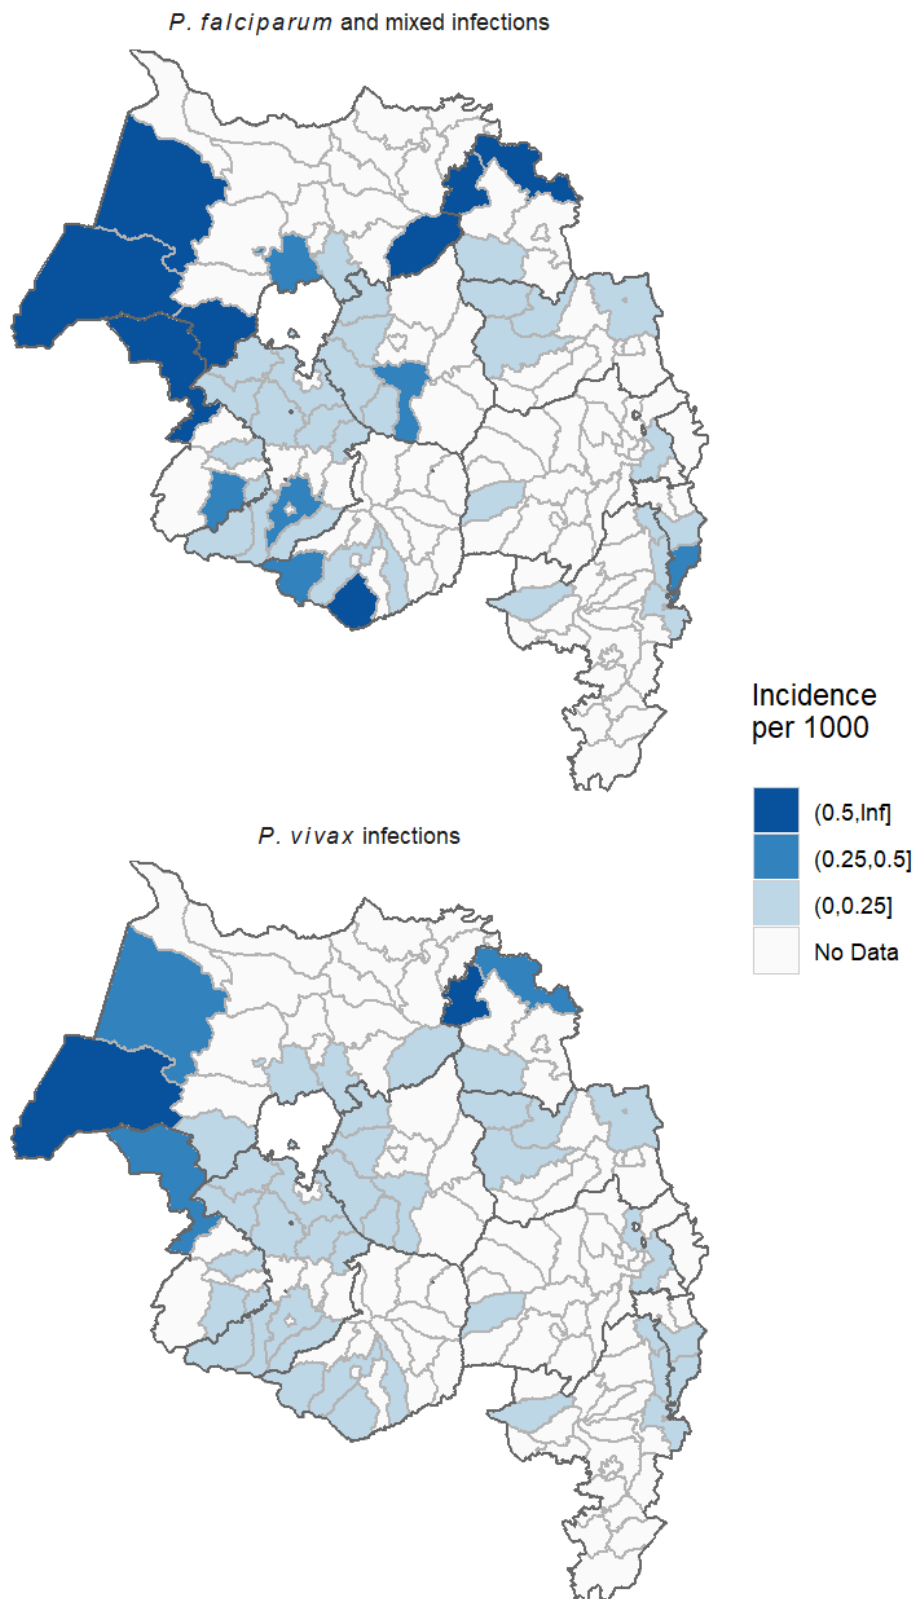 P. falciparum and mixed infections
Incidence
per 1000
(0.5,Inf]
(0.25,0.5]
(0,0.25]
No Data
P. vivax infections